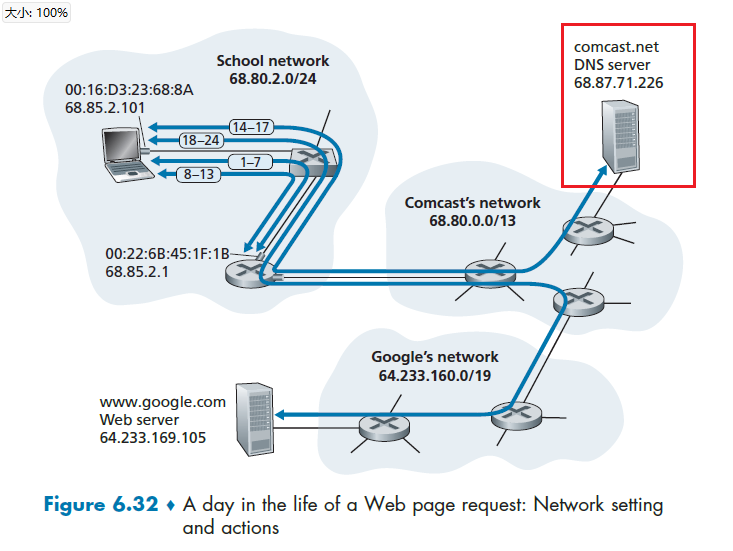 大小: 100%
School network
68.80.2.0/24
comcast.net
DNS server
68.87.71.226
00:16:D3:23:68:8A
68.85.2.101
14–17
18–24
1–7
8–13
Comcast's network
68.80.0.0/13
00:22:6B:45:1F:1B
68.85.2.1
Google's network
64.233.160.0/19
www.google.com
Web server
64.233.169.105
Figure 6.32 ♦ A day in the life of a Web page request: Network setting
and actions